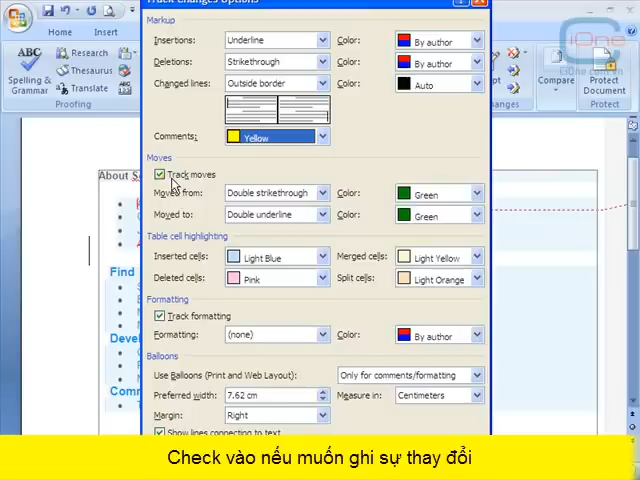 Track Changes Options
Home
Insert
ABC
Spelling &
Grammar
Research
Thesaurus
Translate
Proofing
Compare
Protect
Document
Protect
iOne
Markup
Insertions: Underline Color: By author
Deletions: Strikethrough Color: By author
Changed lines: Outside border Color: Auto
Comments: Yellow
Moves
Track moves
Moved from: Double strikethrough Color: Green
Moved to: Double underline Color: Green
Table cell highlighting
Inserted cells: Light Blue Merged cells: Light Yellow
Deleted cells: Pink Split cells: Light Orange
Formatting
Track formatting
Formatting: (none) Color: By author
Balloons
Use Balloons (Print and Web Layout): Only for comments/formatting
Preferred width: 7.62 cm Measure in: Centimeters
Margin: Right
Show lines connecting to text
About
Find
Check vào nếu muốn ghi sự thay đổi